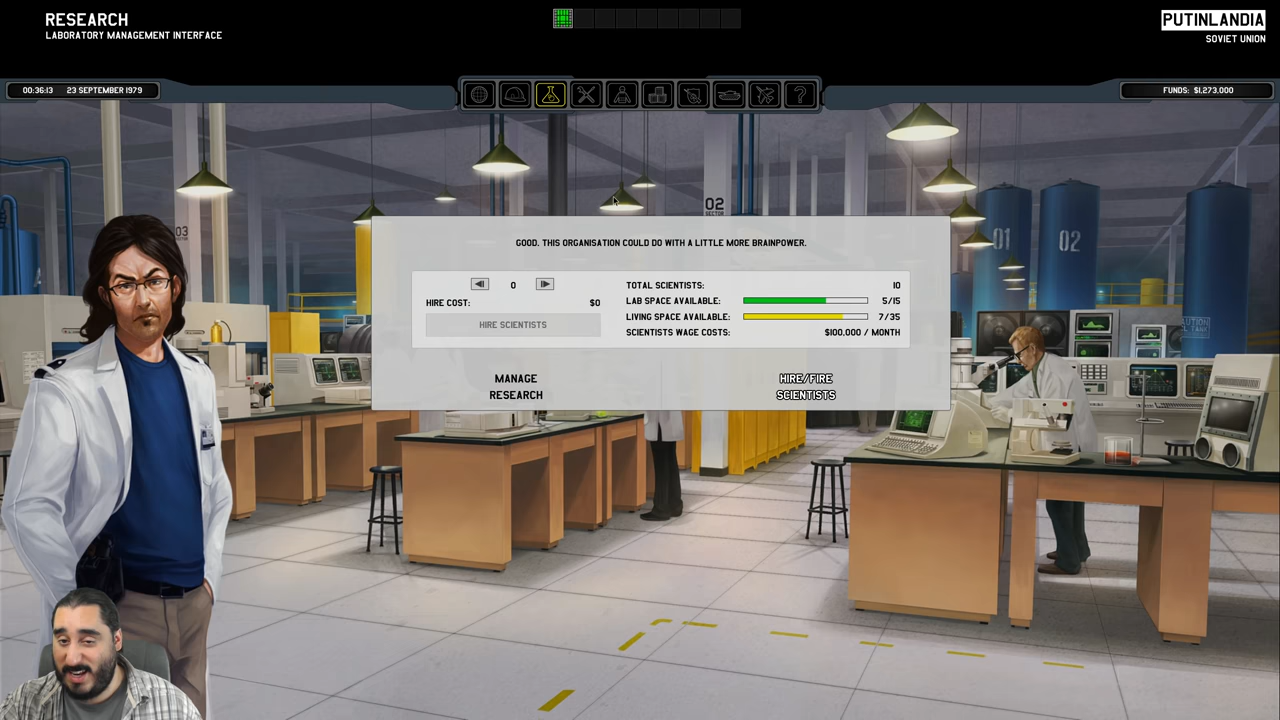 RESEARCH
LABORATORY MANAGEMENT INTERFACE
PUTINLANDIA
SOVIET UNION
00:36:13 23 SEPTEMBER 1979
?
FUNDS: $1,273,000
03
02
01
02
GOOD. THIS ORGANISATION COULD DO WITH A LITTLE MORE BRAINPOWER.
0
HIRE COST: $0
HIRE SCIENTISTS
TOTAL SCIENTISTS: 10
LAB SPACE AVAILABLE: 5/15
LIVING SPACE AVAILABLE: 7/35
SCIENTISTS WAGE COSTS: $100,000 / MONTH
MANAGE
RESEARCH
HIRE/FIRE
SCIENTISTS